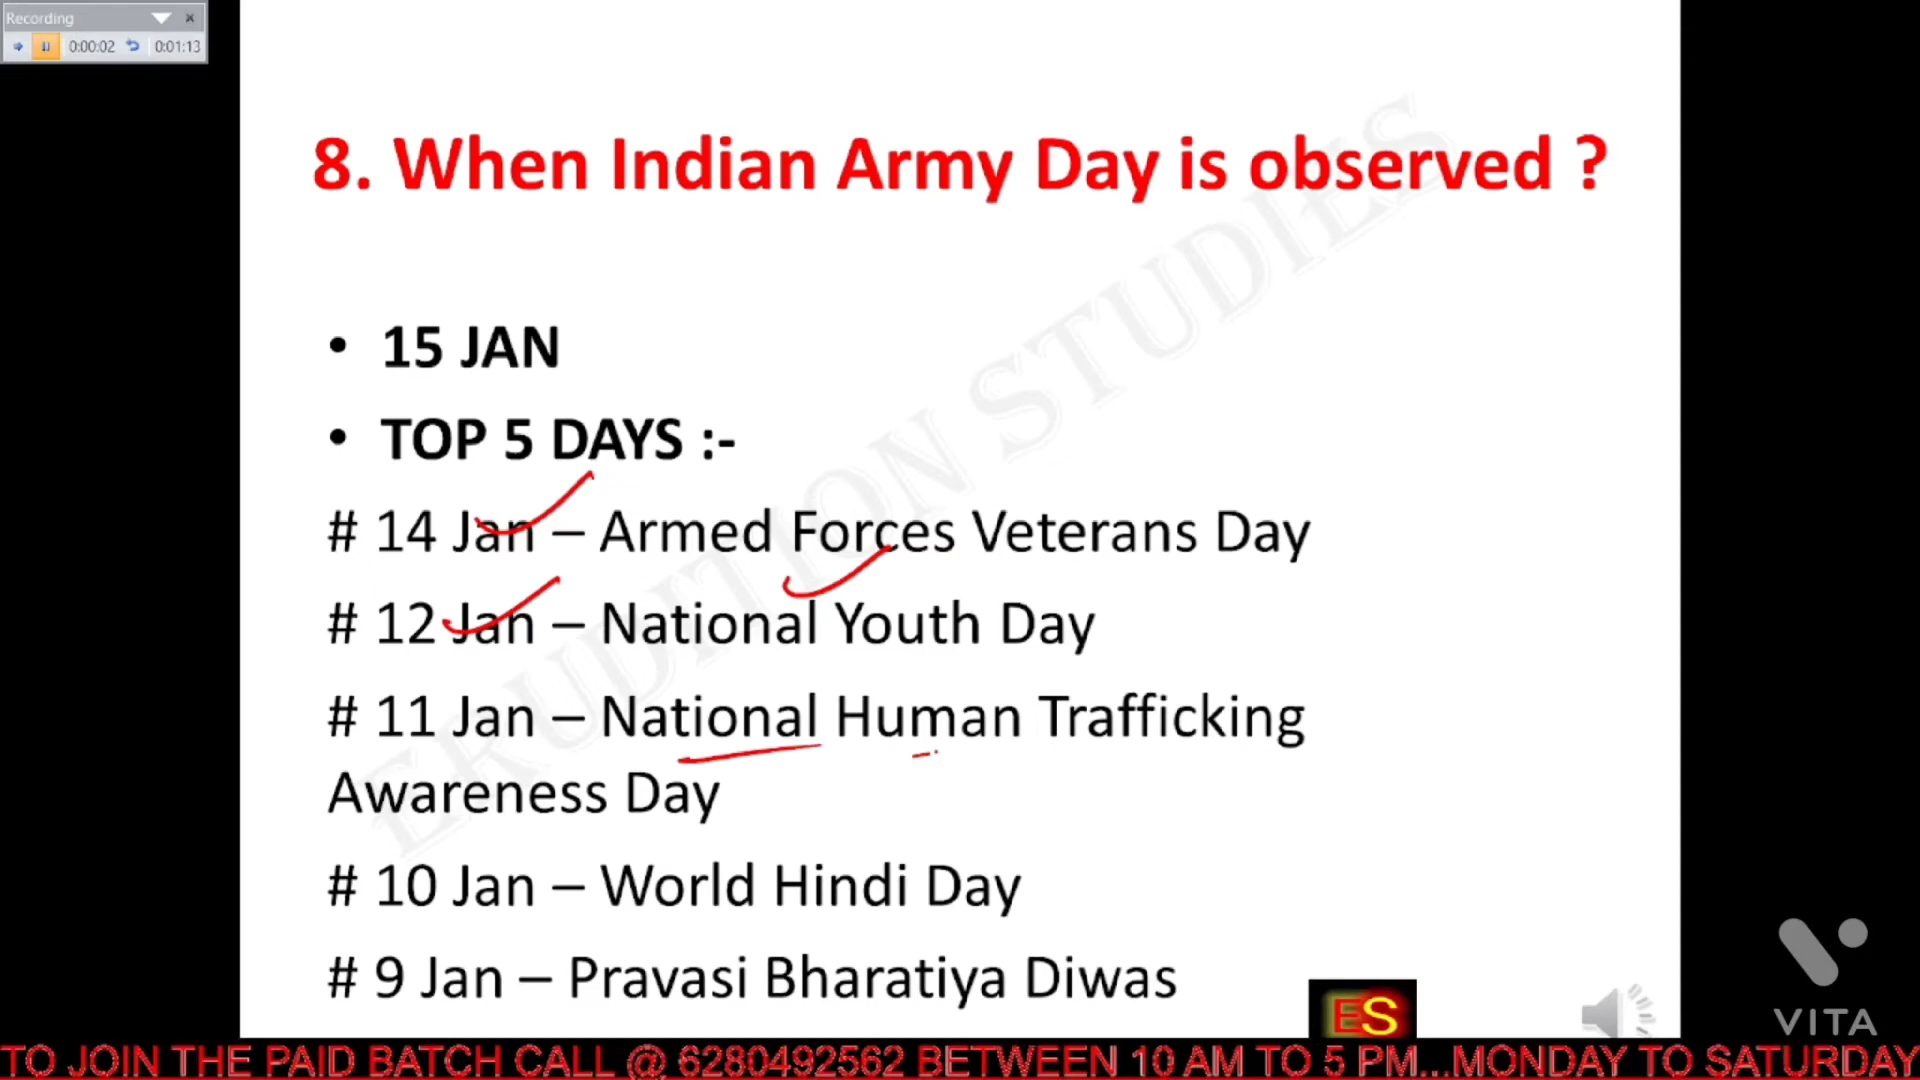 Recording
0:00:02 0:01:13
8. When Indian Army Day is observed ?
• 15 JAN
• TOP 5 DAYS :-
# 14 Jan – Armed Forces Veterans Day
# 12 Jan – National Youth Day
# 11 Jan – National Human Trafficking
Awareness Day
# 10 Jan – World Hindi Day
# 9 Jan – Pravasi Bharatiya Diwas
ERUDITION STUDIES
ES
VITA
TO JOIN THE PAID BATCH CALL @ 6280492562 BETWEEN 10 AM TO 5 PM...MONDAY TO SATURDAY